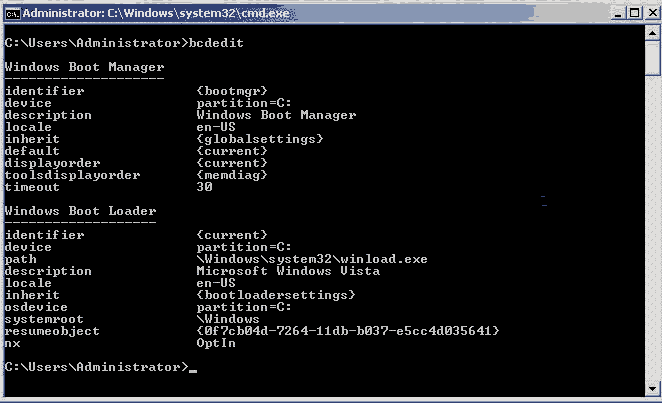 Administrator: C:\Windows\system32\cmd.exe
C:\Users\Administrator>bcdedit
Windows Boot Manager
--------------------
identifier {bootmgr}
device partition=C:
description Windows Boot Manager
locale en-US
inherit {globalsettings}
default {current}
displayorder {current}
toolsdisplayorder {memdiag}
timeout 30
Windows Boot Loader
-------------------
identifier {current}
device partition=C:
path \Windows\system32\winload.exe
description Microsoft Windows Vista
locale en-US
inherit {bootloadersettings}
osdevice partition=C:
systemroot \Windows
resumeobject {0f7cb04d-7264-11db-b037-e5cc4d035641}
nx OptIn
C:\Users\Administrator>_